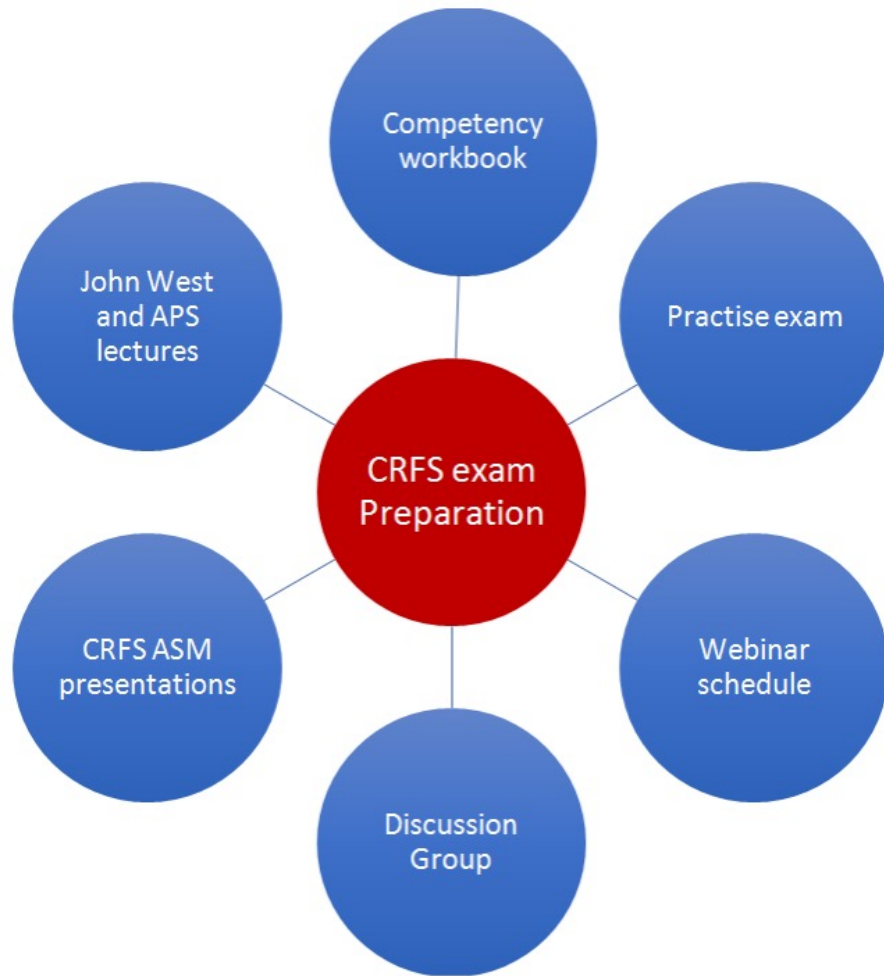 Competency
workbook
John West
and APS
lectures
Practise exam
CRFS exam
Preparation
CRFS ASM
presentations
Webinar
schedule
Discussion
Group